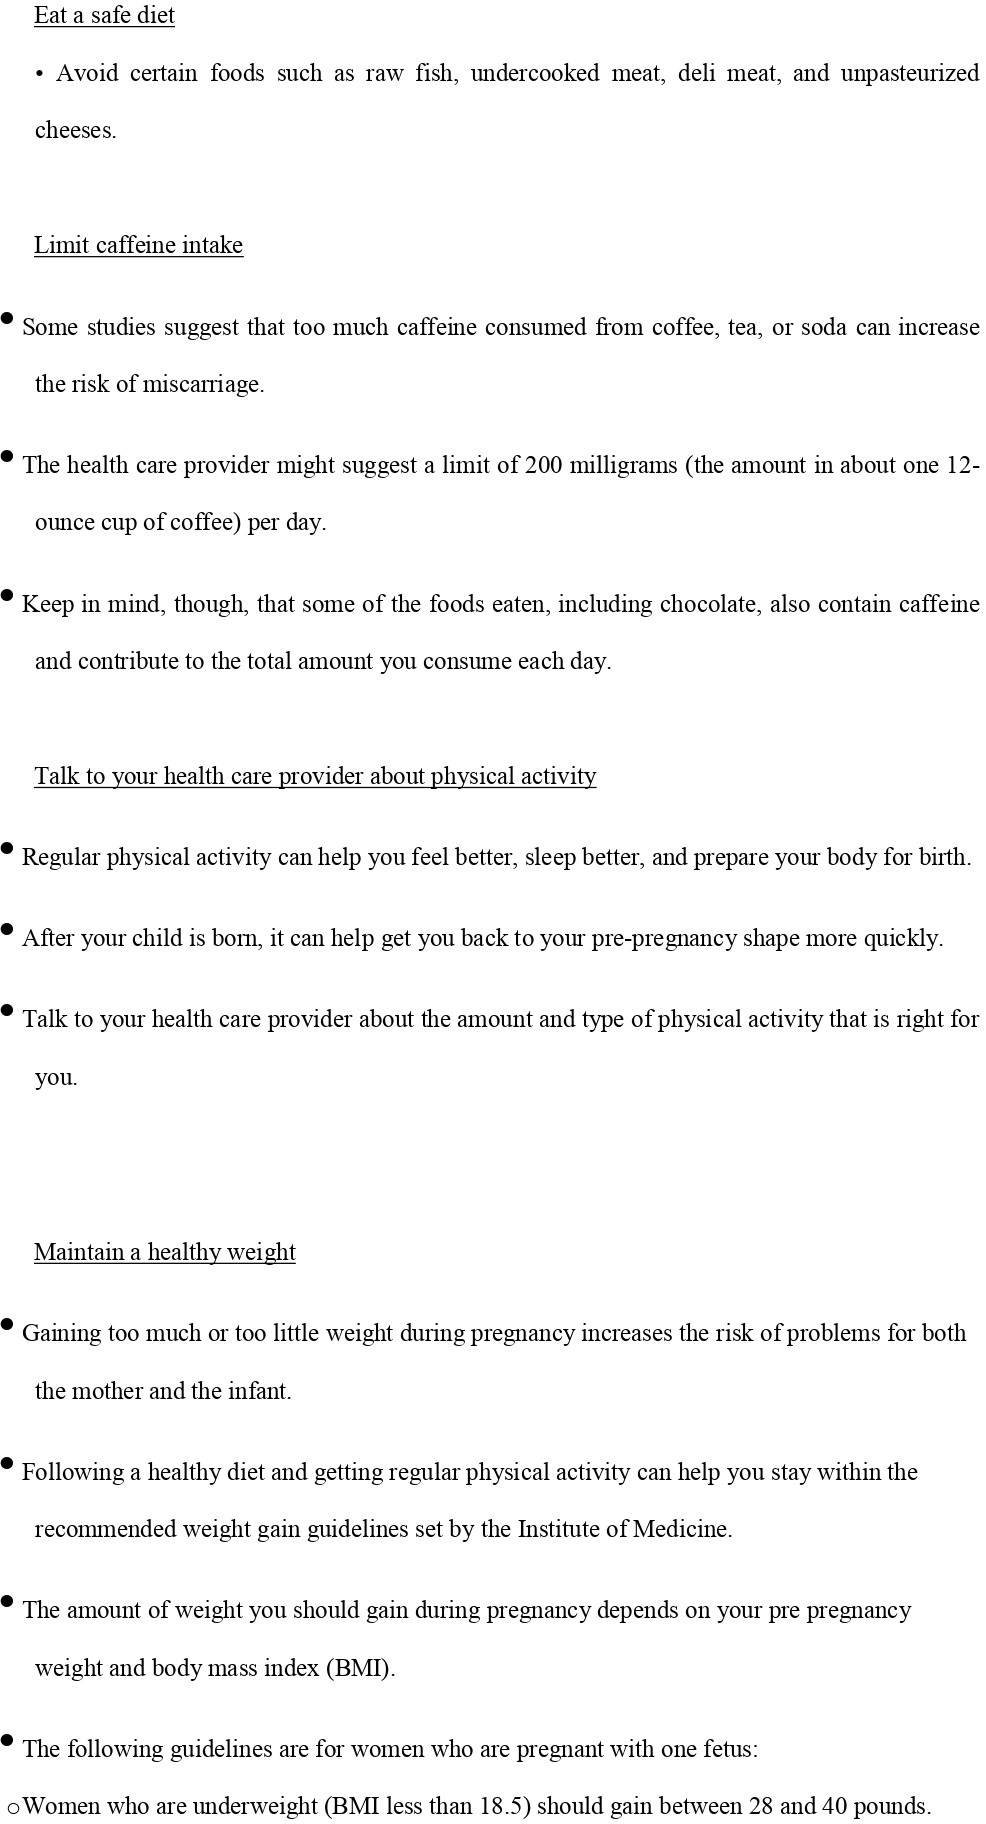 Eat a safe diet
• Avoid certain foods such as raw fish, undercooked meat, deli meat, and unpasteurized
cheeses.
Limit caffeine intake
• Some studies suggest that too much caffeine consumed from coffee, tea, or soda can increase
the risk of miscarriage.
• The health care provider might suggest a limit of 200 milligrams (the amount in about one 12-
ounce cup of coffee) per day.
• Keep in mind, though, that some of the foods eaten, including chocolate, also contain caffeine
and contribute to the total amount you consume each day.
Talk to your health care provider about physical activity
• Regular physical activity can help you feel better, sleep better, and prepare your body for birth.
• After your child is born, it can help get you back to your pre-pregnancy shape more quickly.
• Talk to your health care provider about the amount and type of physical activity that is right for
you.
Maintain a healthy weight
• Gaining too much or too little weight during pregnancy increases the risk of problems for both
the mother and the infant.
• Following a healthy diet and getting regular physical activity can help you stay within the
recommended weight gain guidelines set by the Institute of Medicine.
• The amount of weight you should gain during pregnancy depends on your pre pregnancy
weight and body mass index (BMI).
• The following guidelines are for women who are pregnant with one fetus:
○Women who are underweight (BMI less than 18.5) should gain between 28 and 40 pounds.